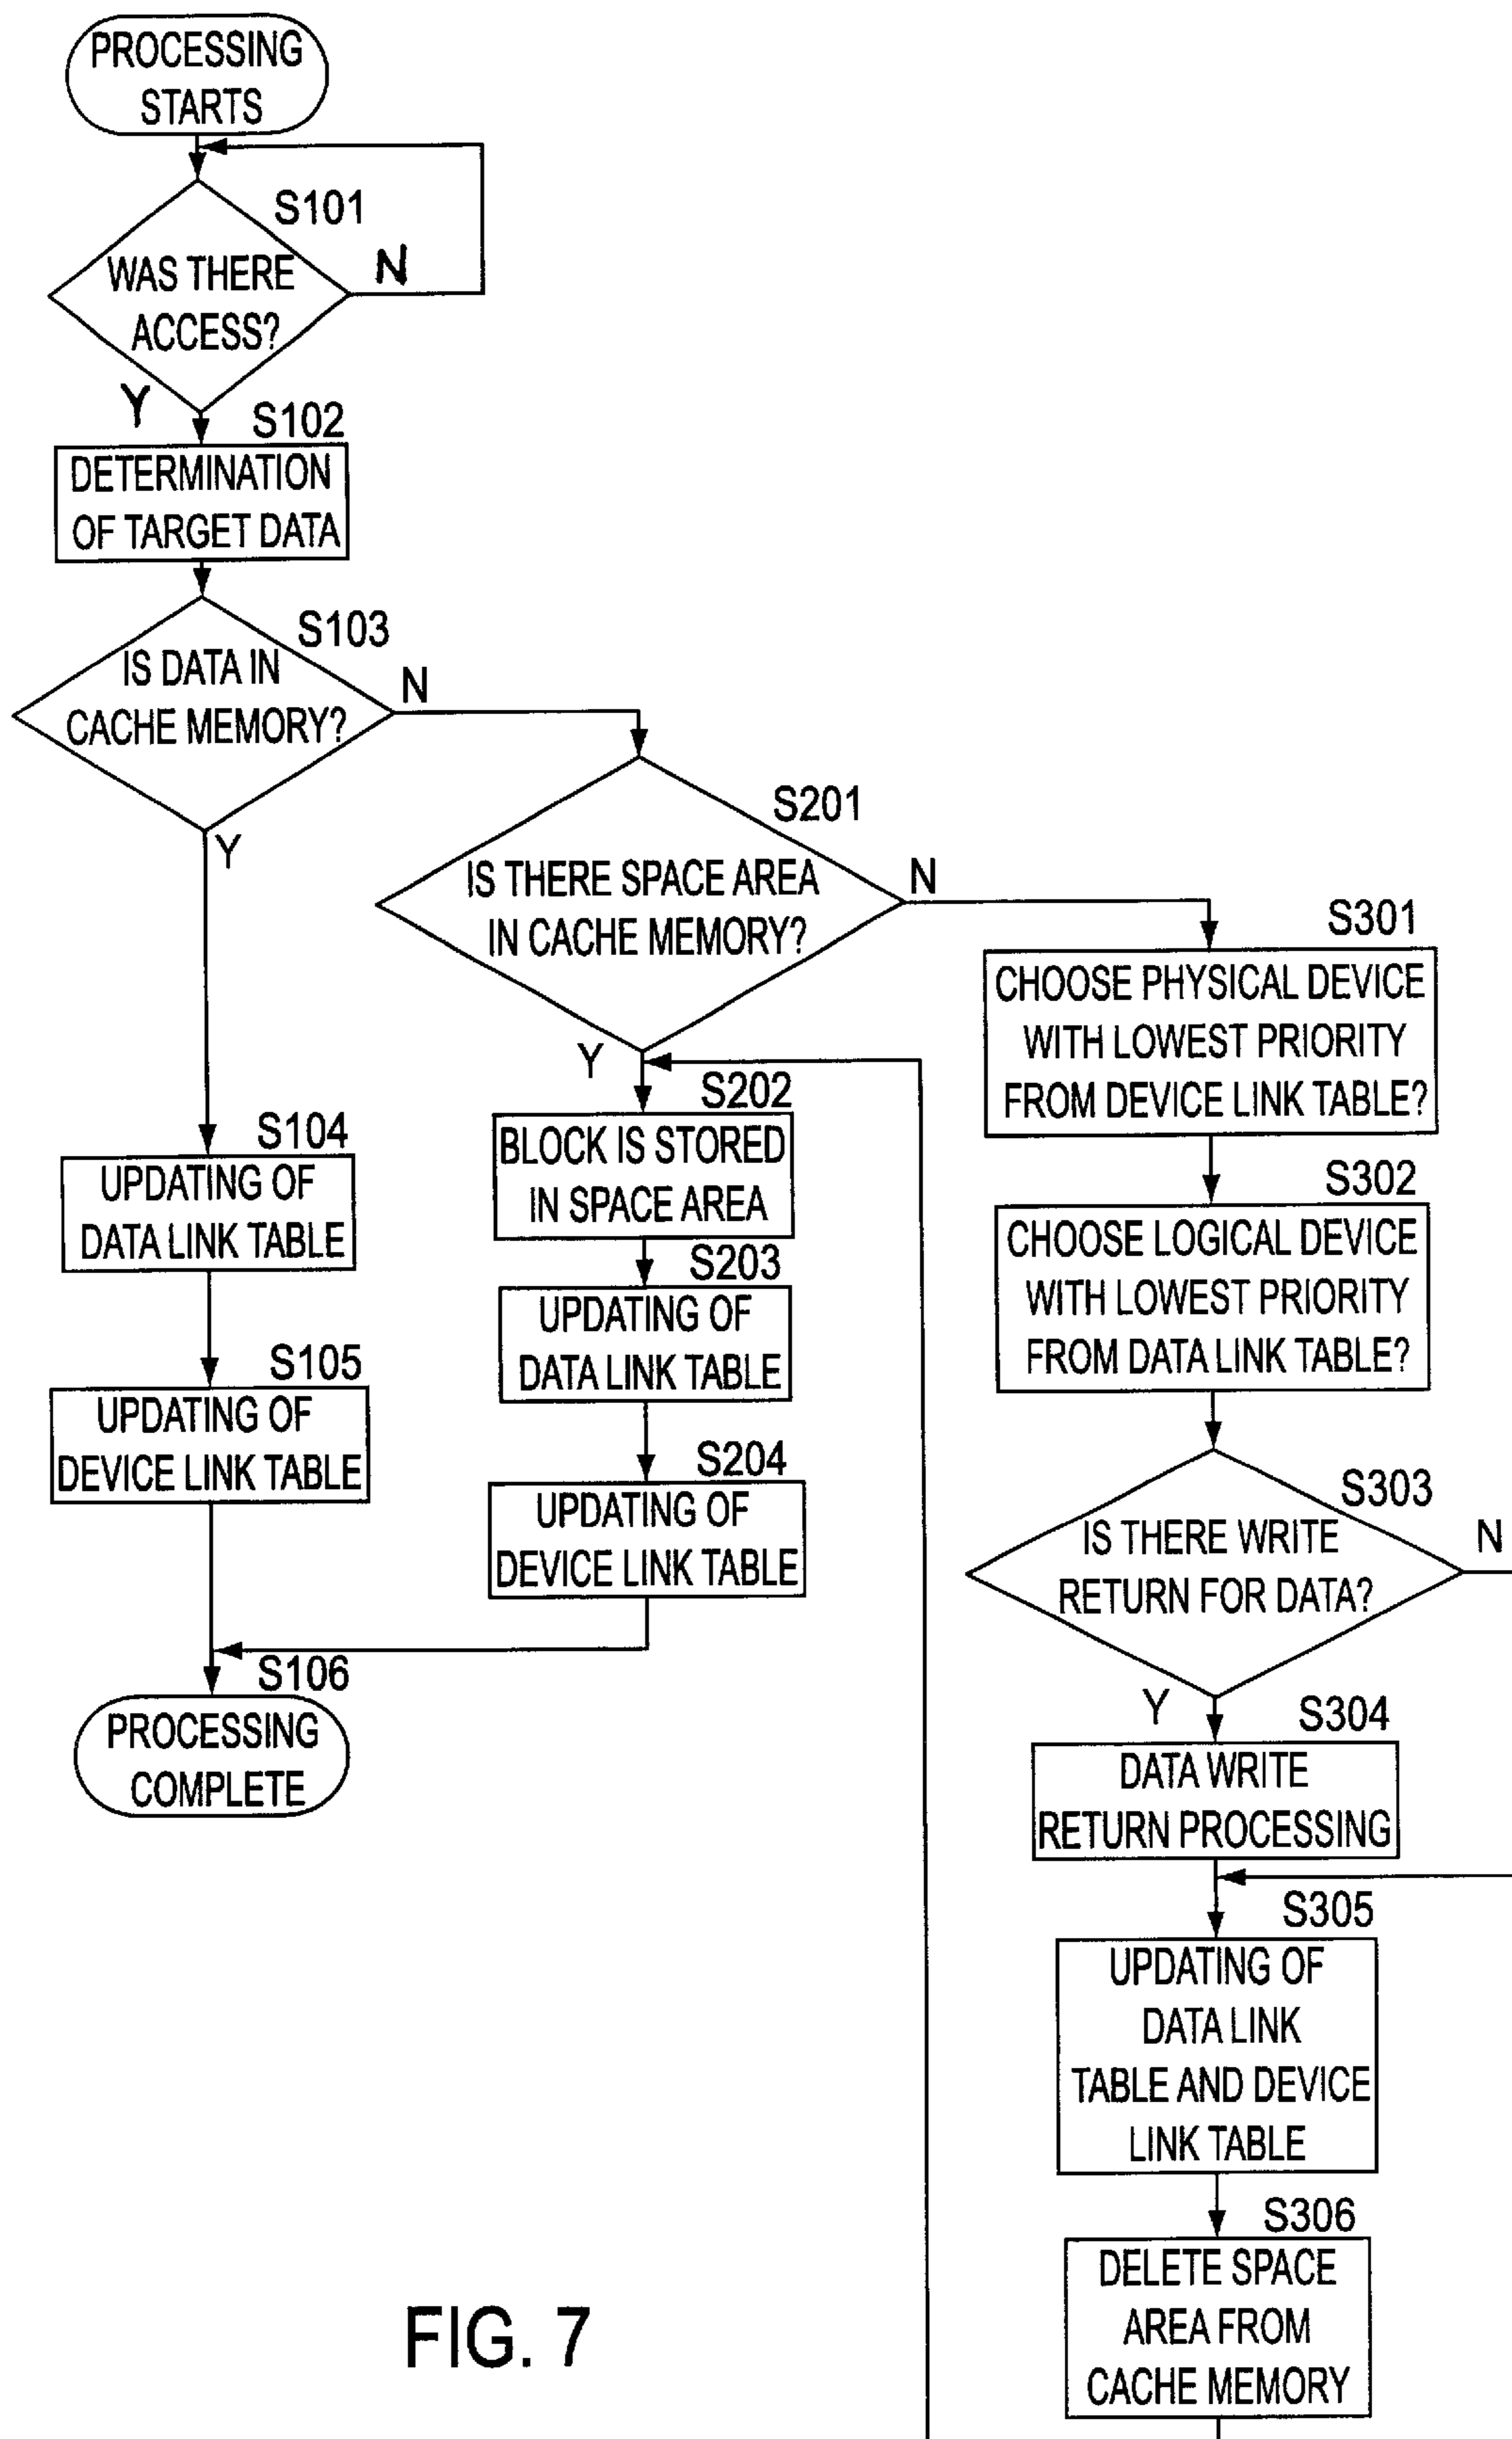 PROCESSING
STARTS
S101
WAS THERE
ACCESS?
N
Y
S102
DETERMINATION
OF TARGET DATA
S103
IS DATA IN
CACHE MEMORY?
N
Y
S104
UPDATING OF
DATA LINK TABLE
S105
UPDATING OF
DEVICE LINK TABLE
S106
PROCESSING
COMPLETE
S201
IS THERE SPACE AREA
IN CACHE MEMORY?
N
Y
S202
BLOCK IS STORED
IN SPACE AREA
S203
UPDATING OF
DATA LINK TABLE
S204
UPDATING OF
DEVICE LINK TABLE
S301
CHOOSE PHYSICAL DEVICE
WITH LOWEST PRIORITY
FROM DEVICE LINK TABLE?
S302
CHOOSE LOGICAL DEVICE
WITH LOWEST PRIORITY
FROM DATA LINK TABLE?
S303
IS THERE WRITE
RETURN FOR DATA?
N
Y
S304
DATA WRITE
RETURN PROCESSING
S305
UPDATING OF
DATA LINK
TABLE AND DEVICE
LINK TABLE
S306
DELETE SPACE
AREA FROM
CACHE MEMORY
FIG. 7